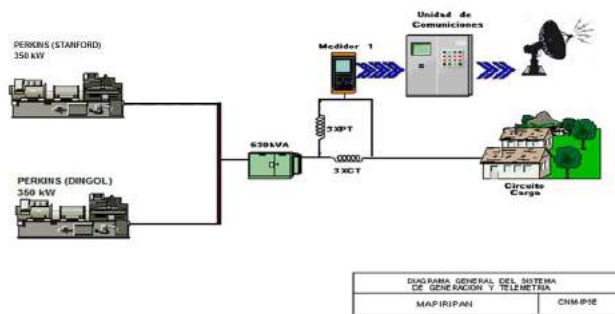 PERKINS (STANFORD)
350 kW
PERKINS (DINGOL)
350 kW
630kVA
3XPT
3XCT
Medidor 1
Unidad de
Comuniciones
Circuito
Carga
DIAGRAMA GENERAL DEL SISTEMA
DE GENERACION Y TELEMETRIA
MAPIRIPAN
CNM-IPSE